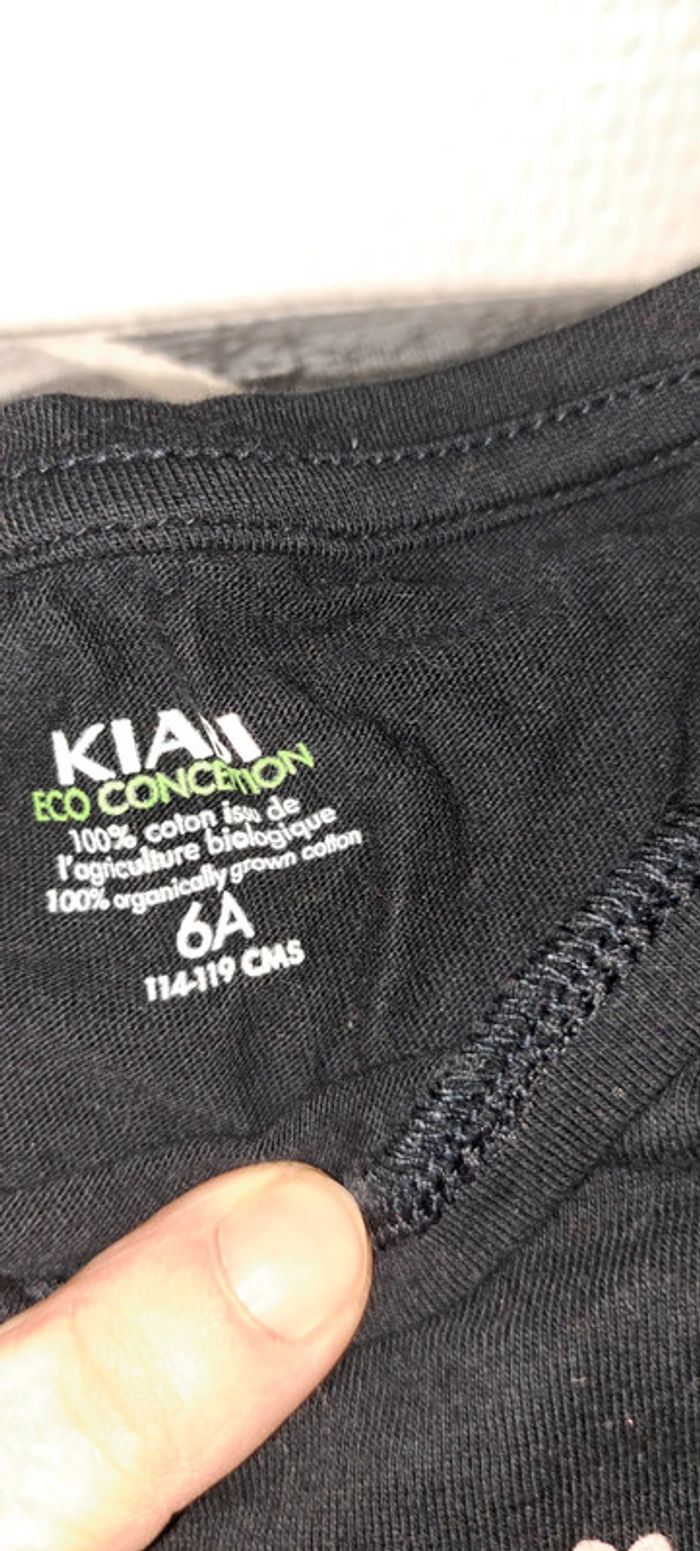 KIABI
ECO CONCEPTION
100% coton issu de
l'agriculture biologique
100% organically grown cotton
6A
114-119 CMS